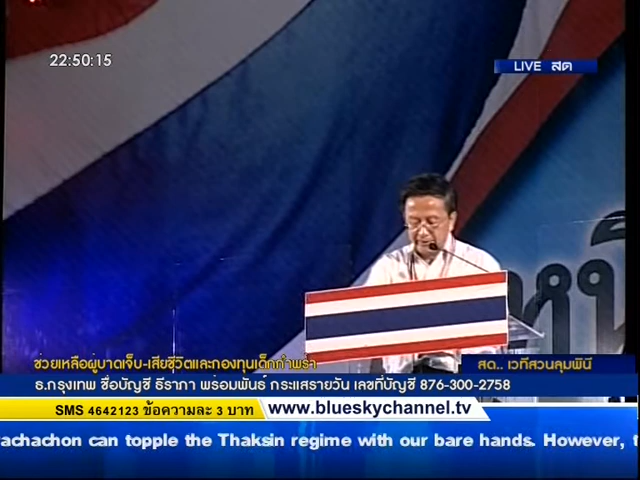 22:50:15
LIVE สด
ช่วยเหลือผู้บาดเจ็บ-เสียชีวิตและกองทุนเด็กกำพร้า
สด.. เวทีสวนลุมพินี
ธ.กรุงเทพ ชื่อบัญชี ธีราภา พร้อมพันธ์ กระแสรายวัน เลขที่บัญชี 876-300-2758
SMS 4642123 ข้อความละ 3 บาท
www.blueskychannel.tv
achachon can topple the Thaksin regime with our bare hands. However, t